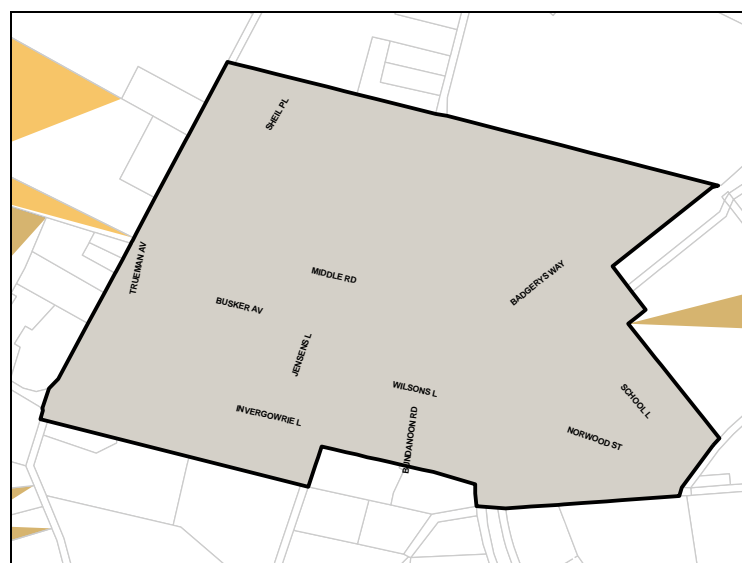 SHEIL PL
TRUEMAN AV
MIDDLE RD
BADGERYS WAY
BUSKER AV
JENSENS L
WILSONS L
SCHOOL L
INVERGOWRIE L
BUNDANOON RD
NORWOOD ST